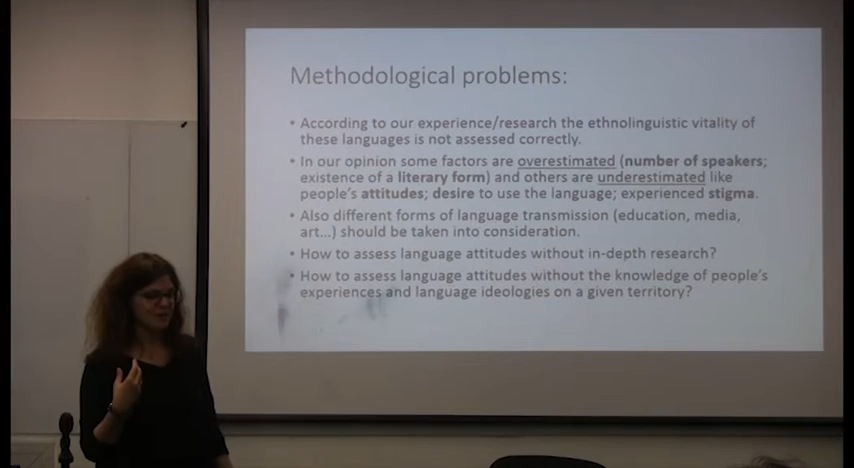 Methodological problems:
• According to our experience/research the ethnolinguistic vitality of
these languages is not assessed correctly.
• In our opinion some factors are overestimated (number of speakers;
existence of a literary form) and others are underestimated like
people's attitudes; desire to use the language; experienced stigma.
• Also different forms of language transmission (education, media,
art...) should be taken into consideration.
• How to assess language attitudes without in-depth research?
• How to assess language attitudes without the knowledge of people's
experiences and language ideologies on a given territory?